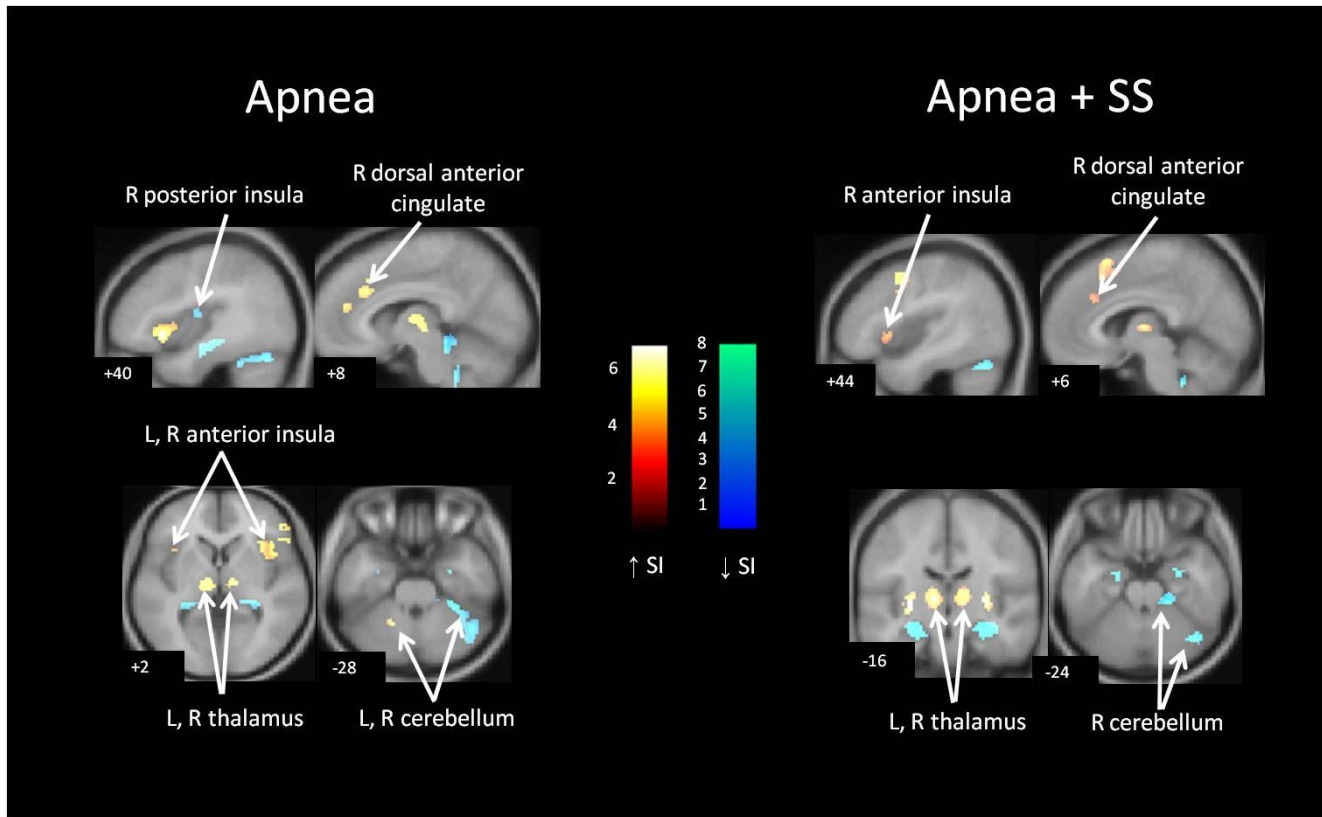 Apnea
Apnea + SS
R posterior insula
R dorsal anterior
cingulate
+40
+8
R anterior insula
R dorsal anterior
cingulate
+44
+6
6
4
2
↑ SI
8
7
6
5
4
3
2
1
↓ SI
L, R anterior insula
+2
-28
L, R thalamus
L, R cerebellum
-16
-24
L, R thalamus
R cerebellum